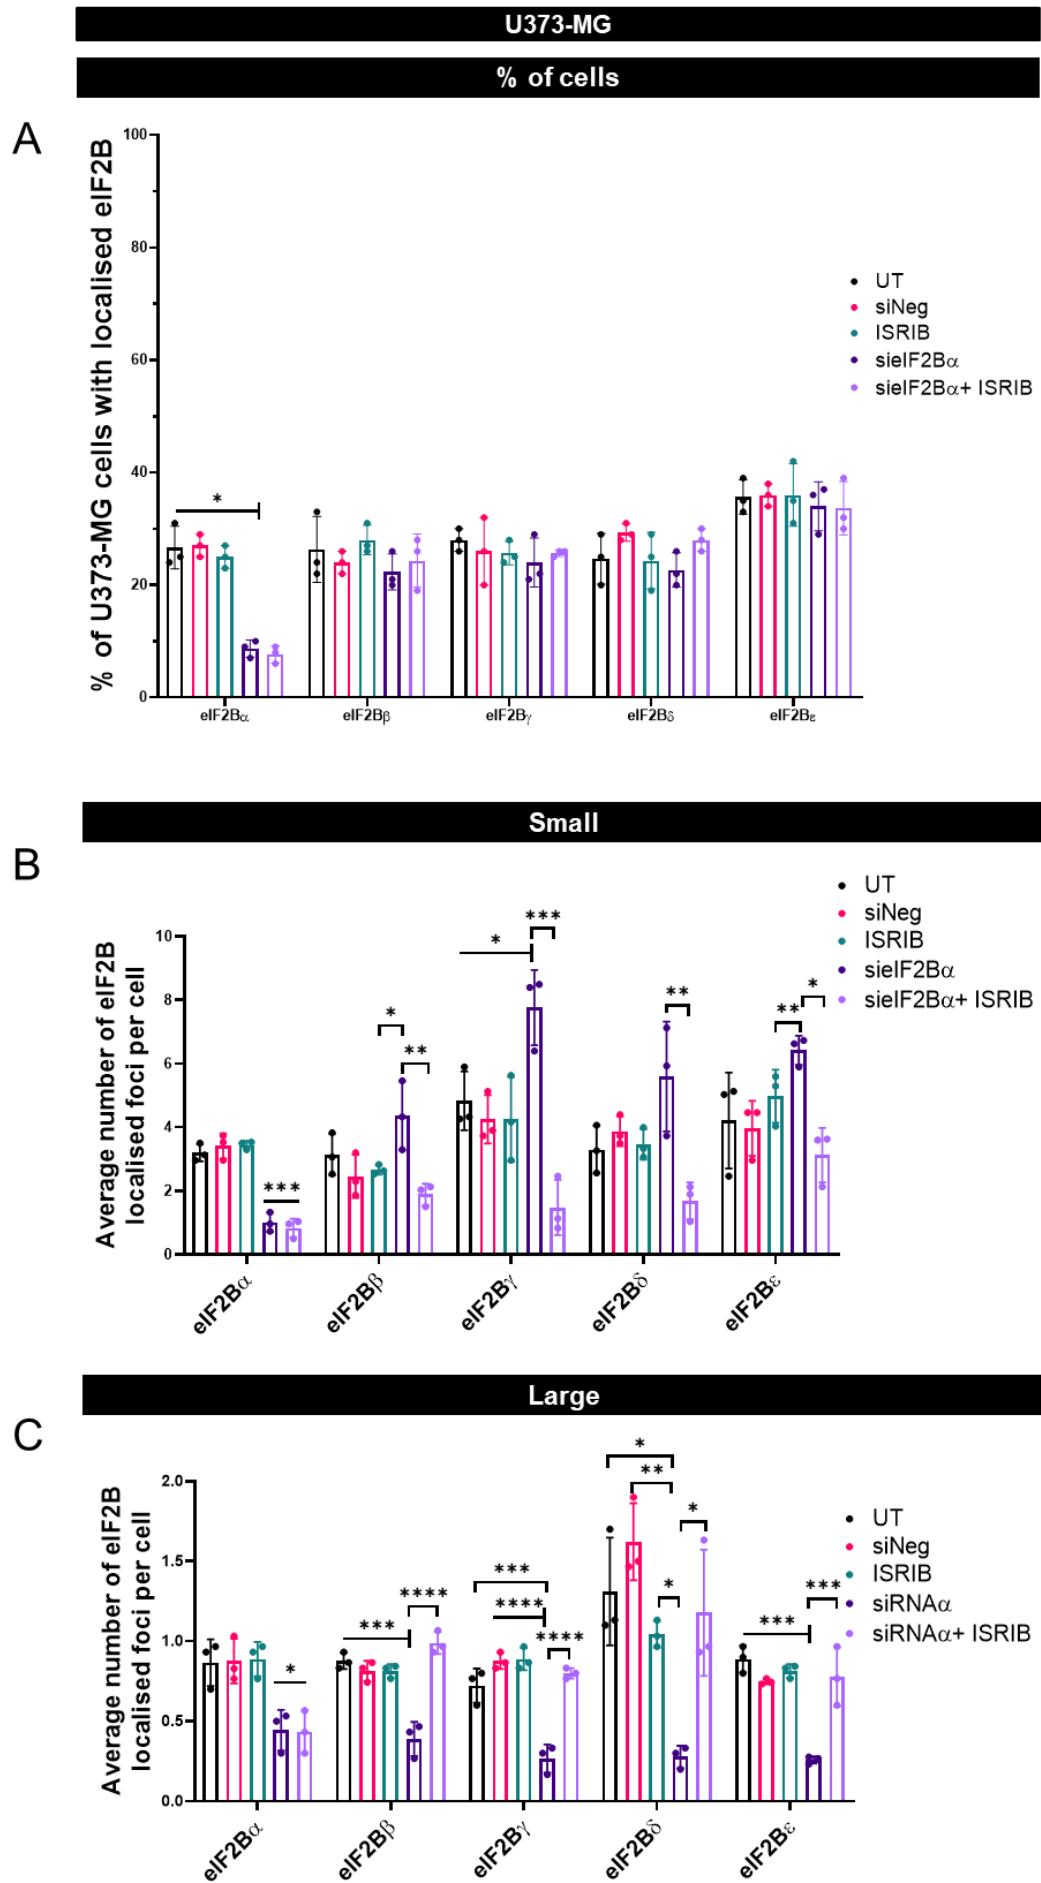 U373-MG
% of cells
A
% of U373-MG cells with localised eIF2B
100
80
60
40
20
0
*
UT
siNeg
ISRIB
sieIF2Bα
sieIF2Bα+ ISRIB
eIF2Bα
eIF2Bβ
eIF2Bγ
eIF2Bδ
eIF2Bε
Small
B
Average number of eIF2B
localised foci per cell
10
8
6
4
2
0
***
*
**
*
***
**
**
*
UT
siNeg
ISRIB
sieIF2Bα
sieIF2Bα+ ISRIB
eIF2Bα
eIF2Bβ
eIF2Bγ
eIF2Bδ
eIF2Bε
Large
C
Average number of eIF2B
localised foci per cell
2.0
1.5
1.0
0.5
0.0
*
***
****
***
****
****
*
**
*
*
***
***
UT
siNeg
ISRIB
siRNAα
siRNAα+ ISRIB
eIF2Bα
eIF2Bβ
eIF2Bγ
eIF2Bδ
eIF2Bε